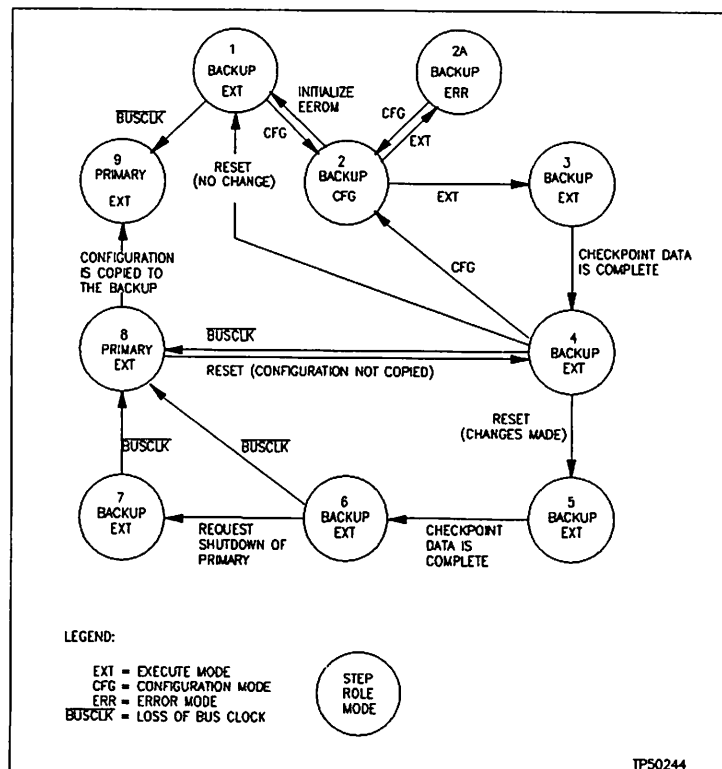 1
BACKUP
EXT
2A
BACKUP
ERR
INITIALIZE
EEROM
BUSCLK
CFG
CFG
EXT
9
PRIMARY
EXT
RESET
(NO CHANGE)
2
BACKUP
CFG
EXT
3
BACKUP
EXT
CONFIGURATION
IS COPIED TO
THE BACKUP
CFG
CHECKPOINT DATA
IS COMPLETE
8
PRIMARY
EXT
BUSCLK
RESET (CONFIGURATION NOT COPIED)
4
BACKUP
EXT
BUSCLK
BUSCLK
RESET
(CHANGES MADE)
7
BACKUP
EXT
REQUEST
SHUTDOWN OF
PRIMARY
6
BACKUP
EXT
CHECKPOINT
DATA IS
COMPLETE
5
BACKUP
EXT
LEGEND:
EXT = EXECUTE MODE
CFG = CONFIGURATION MODE
ERR = ERROR MODE
BUSCLK = LOSS OF BUS CLOCK
STEP
ROLE
MODE
TP50244